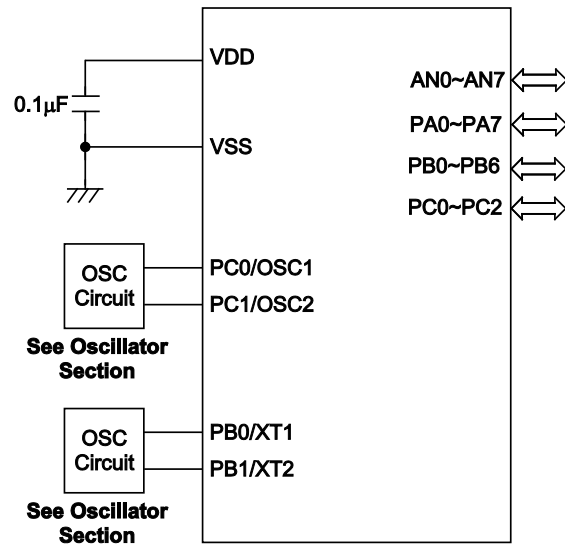 VDD
0.1µF
VSS
AN0~AN7
PA0~PA7
PB0~PB6
PC0~PC2
OSC
Circuit
PC0/OSC1
PC1/OSC2
See Oscillator
Section
OSC
Circuit
PB0/XT1
PB1/XT2
See Oscillator
Section